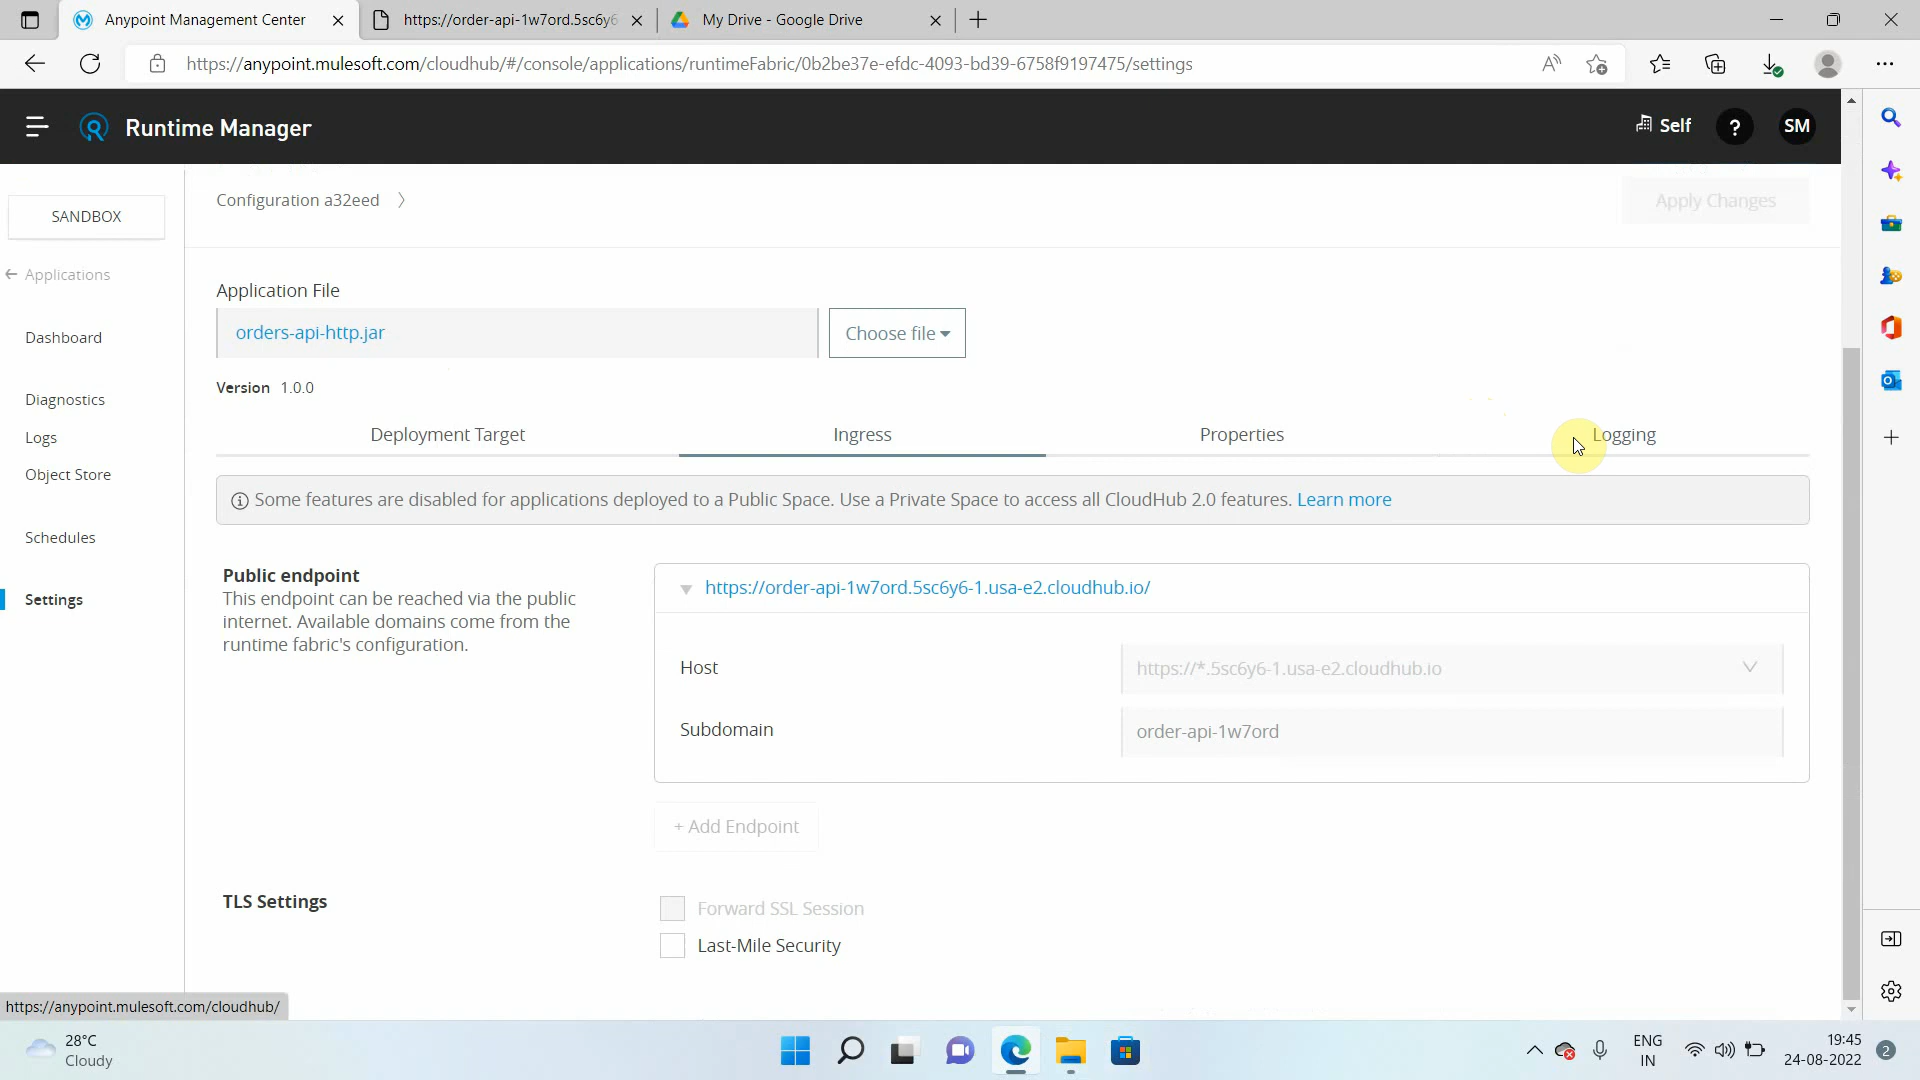 Anypoint Management Center
https://order-api-1w7ord.5sc6y6
My Drive - Google Drive
https://anypoint.mulesoft.com/cloudhub/#/console/applications/runtimeFabric/0b2be37e-efdc-4093-bd39-6758f9197475/settings
Runtime Manager
Self
?
SM
SANDBOX
Configuration a32eed
Apply Changes
Applications
Application File
orders-api-http.jar
Choose file
Dashboard
Version 1.0.0
Diagnostics
Deployment Target
Ingress
Properties
Logging
Logs
Object Store
Some features are disabled for applications deployed to a Public Space. Use a Private Space to access all CloudHub 2.0 features. Learn more
Schedules
Public endpoint
This endpoint can be reached via the public
internet. Available domains come from the
runtime fabric's configuration.
https://order-api-1w7ord.5sc6y6-1.usa-e2.cloudhub.io/
Settings
Host
https://*.5sc6y6-1.usa-e2.cloudhub.io
Subdomain
order-api-1w7ord
+ Add Endpoint
TLS Settings
Forward SSL Session
Last-Mile Security
https://anypoint.mulesoft.com/cloudhub/
28°C
Cloudy
ENG
IN
19:45
24-08-2022
2